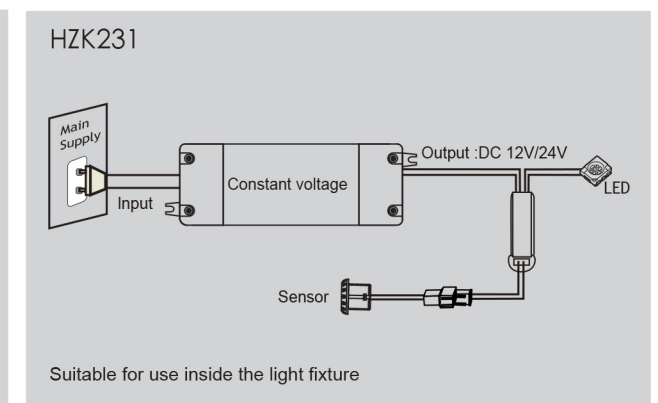 HZK231
Main
Supply
Input
Constant voltage
Output :DC 12V/24V
LED
Sensor
Suitable for use inside the light fixture